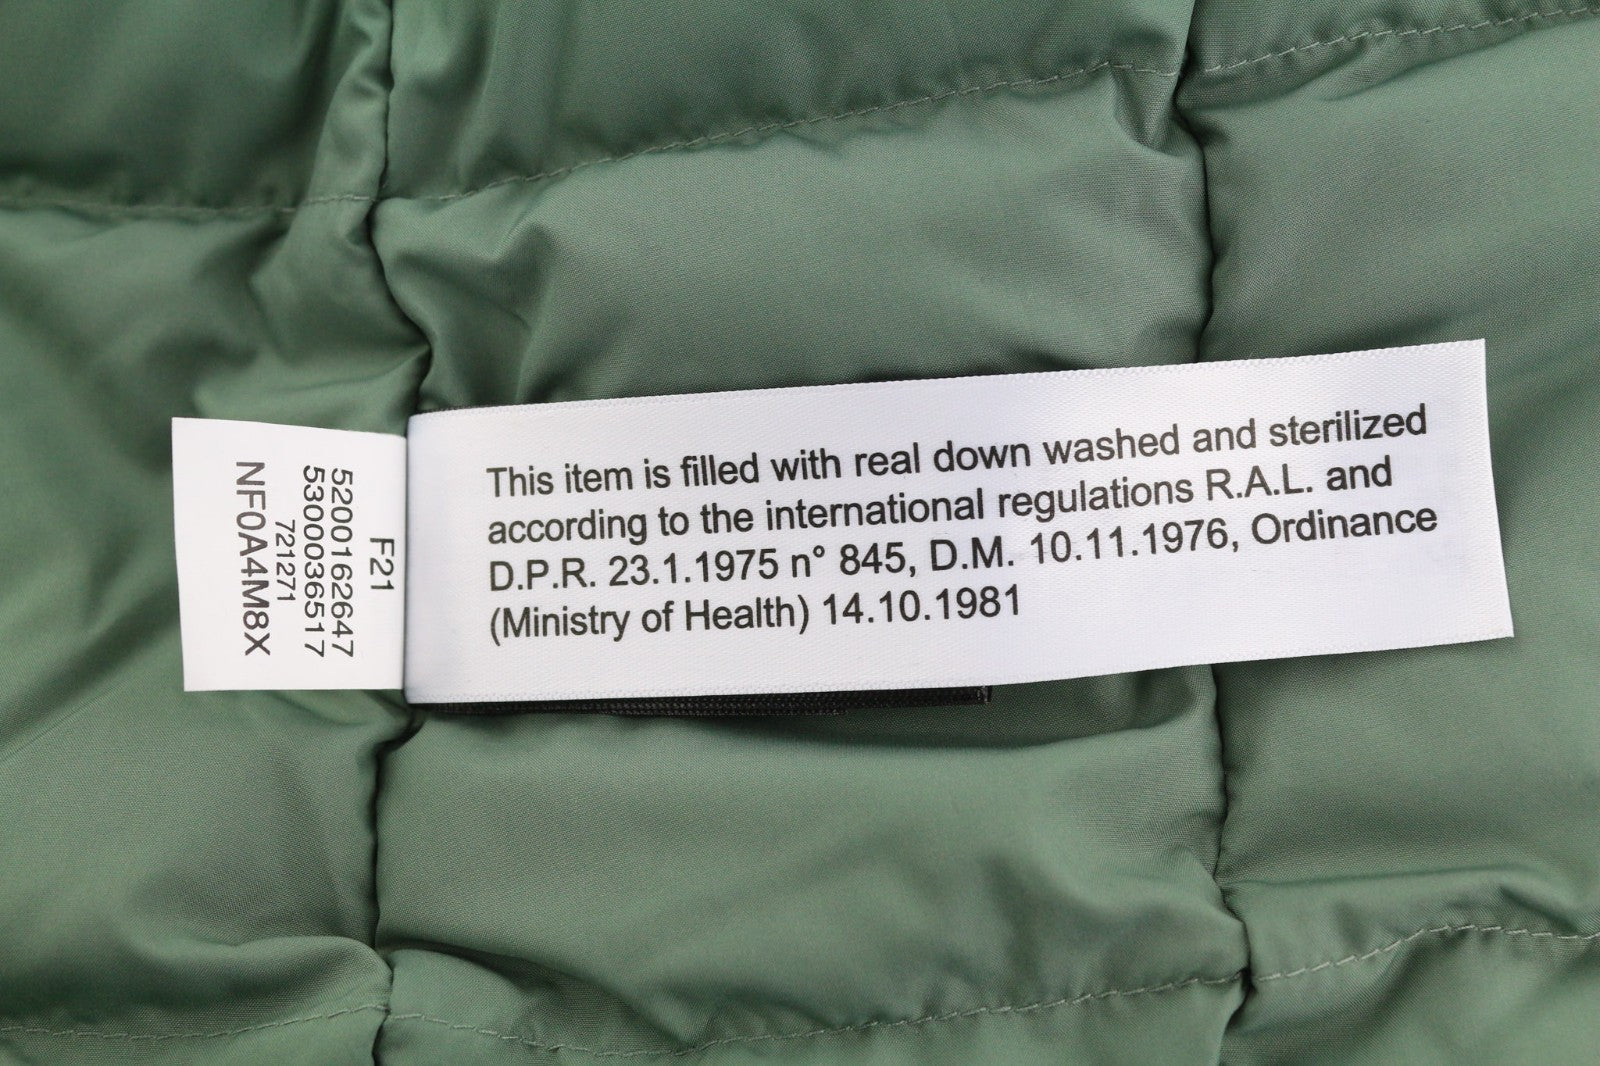 F21
5200162647
5300036517
721271
NF0A4M8X
This item is filled with real down washed and sterilized
according to the international regulations R.A.L. and
D.P.R. 23.1.1975 n° 845, D.M. 10.11.1976, Ordinance
(Ministry of Health) 14.10.1981